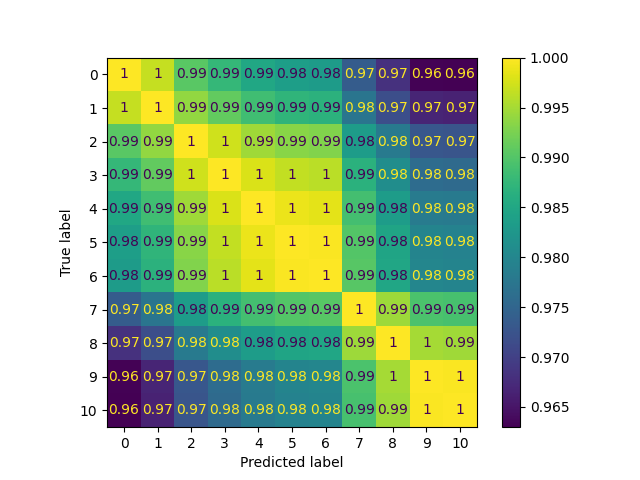 0 1 1 0.99 0.99 0.99 0.98 0.98 0.97 0.97 0.96 0.96
1 1 1 0.99 0.99 0.99 0.99 0.99 0.98 0.97 0.97 0.97
2 0.99 0.99 1 1 0.99 0.99 0.99 0.98 0.98 0.97 0.97
3 0.99 0.99 1 1 1 1 1 0.99 0.98 0.98 0.98
4 0.99 0.99 0.99 1 1 1 1 0.99 0.98 0.98 0.98
5 0.98 0.99 0.99 1 1 1 1 0.99 0.98 0.98 0.98
6 0.98 0.99 0.99 1 1 1 1 0.99 0.98 0.98 0.98
7 0.97 0.98 0.98 0.99 0.99 0.99 0.99 1 0.99 0.99 0.99
8 0.97 0.97 0.98 0.98 0.98 0.98 0.98 0.99 1 1 0.99
9 0.96 0.97 0.97 0.98 0.98 0.98 0.98 0.99 1 1 1
10 0.96 0.97 0.97 0.98 0.98 0.98 0.98 0.99 0.99 1 1
0 1 2 3 4 5 6 7 8 9 10
Predicted label
True label
1.000
0.995
0.990
0.985
0.980
0.975
0.970
0.965